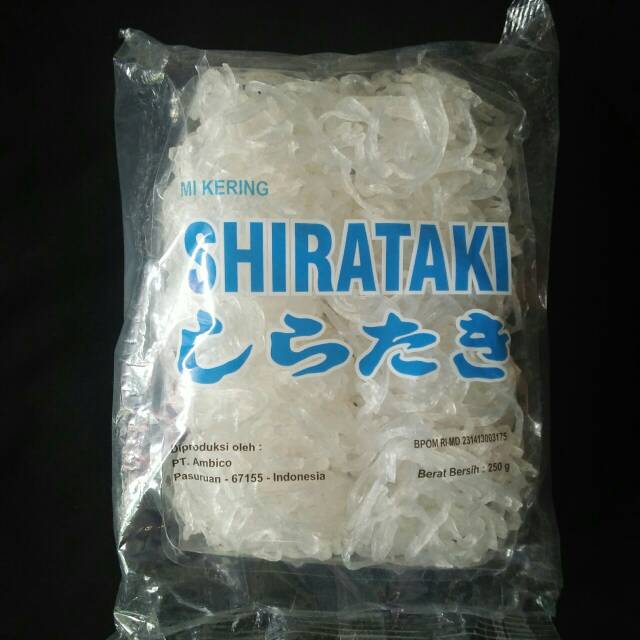 MI KERING
SHIRATAKI
しらたき
Diproduksi oleh :
PT. Ambico
Pasuruan - 67155 - Indonesia
BPOM RI MD 231413003175
Berat Bersih : 250 g